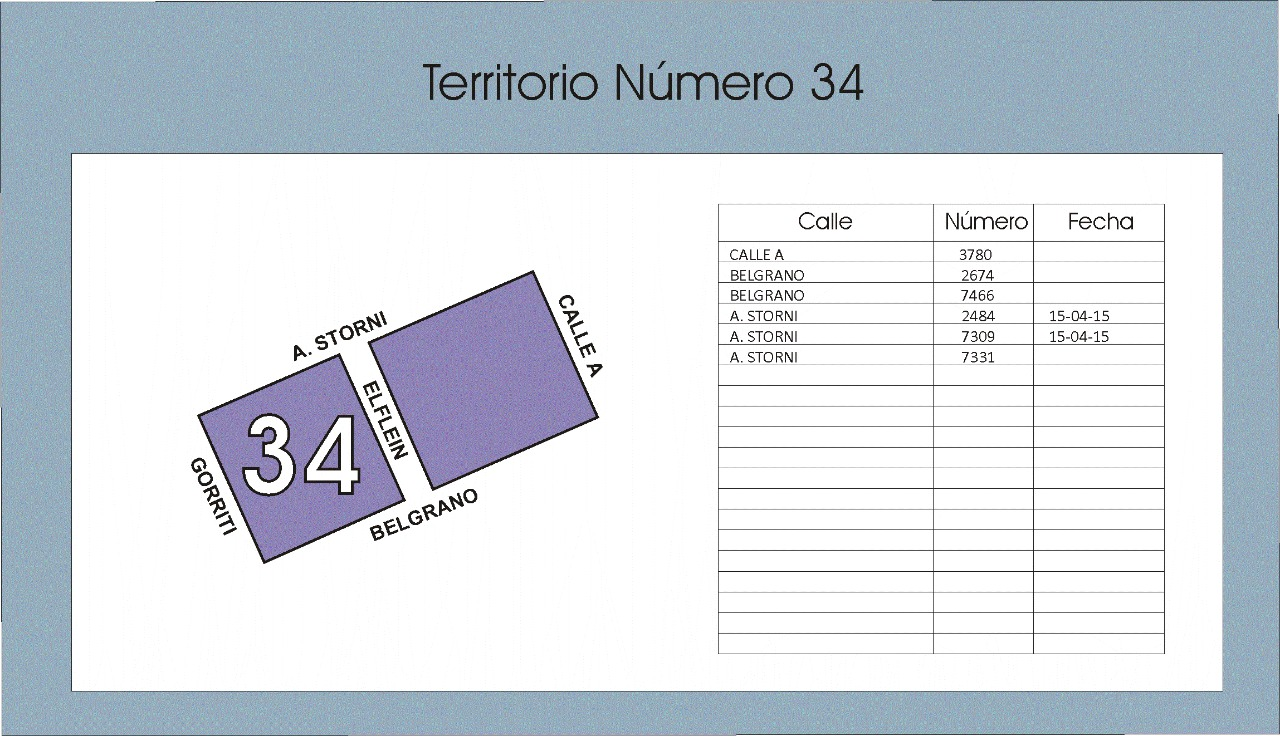 Territorio Número 34
A. STORNI
CALLE A
ELFLEIN
34
GORRITI
BELGRANO
Calle Número Fecha
CALLE A 3780
BELGRANO 2674
BELGRANO 7466
A. STORNI 2484 15-04-15
A. STORNI 7309 15-04-15
A. STORNI 7331